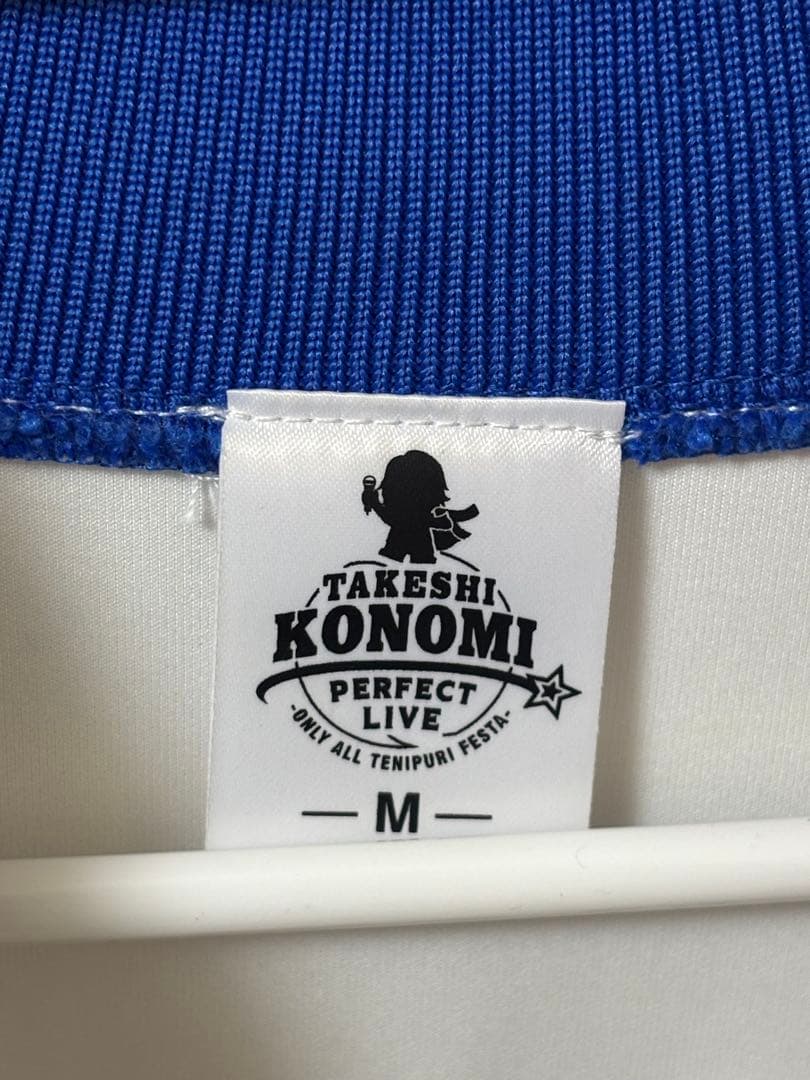 TAKESHI
KONOMI
PERFECT
LIVE
-ONLY ALL TENIPURI FESTA-
— M —